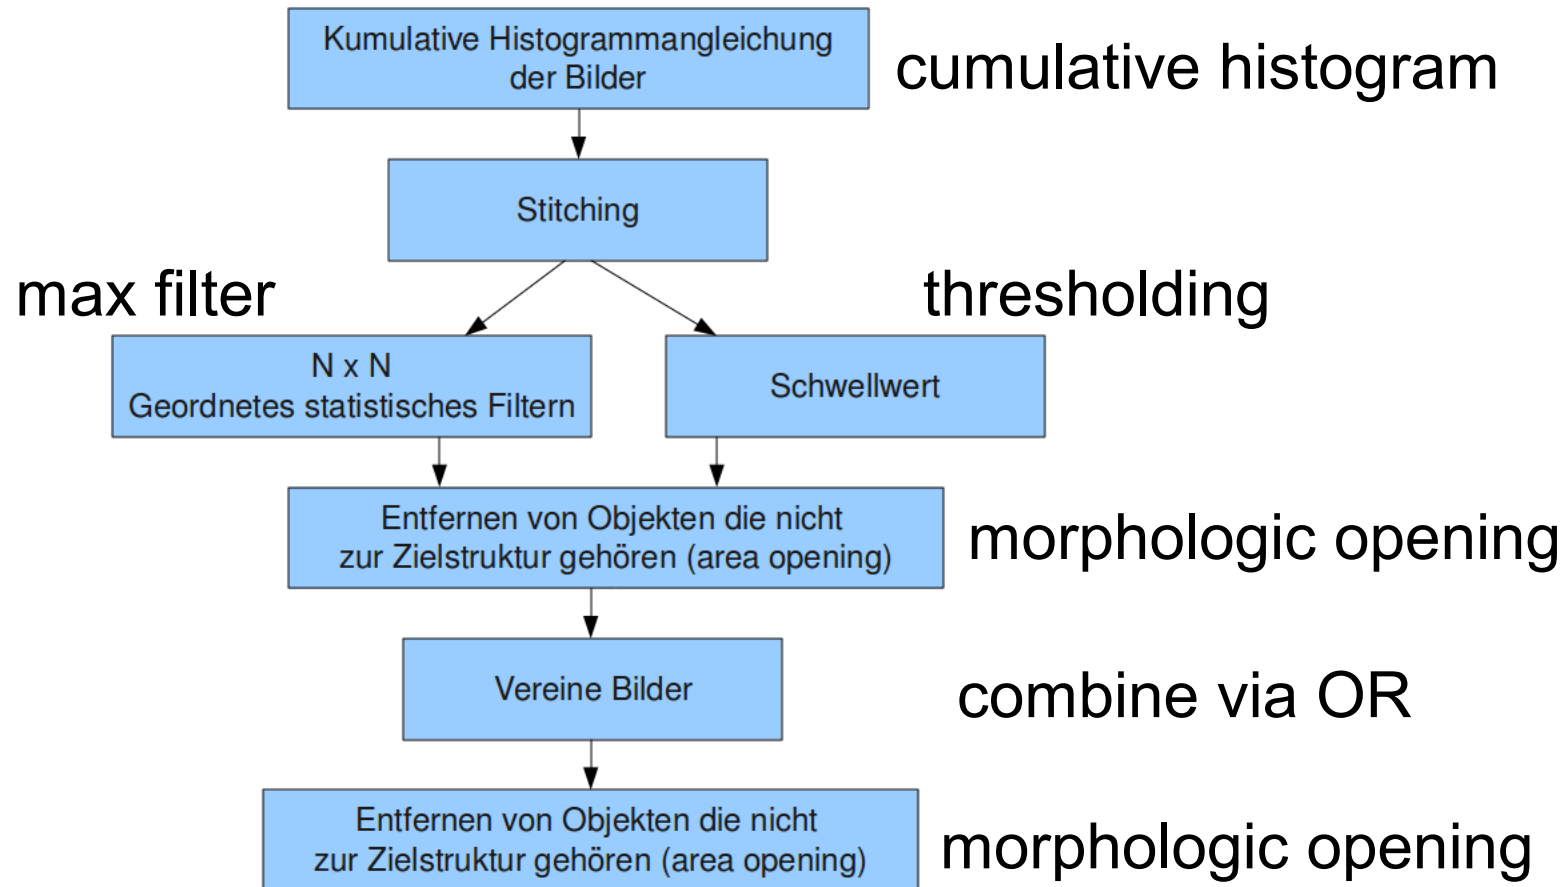 Kumulative Histogrammangleichung
der Bilder
cumulative histogram
Stitching
max filter
thresholding
N x N
Geordnetes statistisches Filtern
Schwellwert
Entfernen von Objekten die nicht
zur Zielstruktur gehören (area opening)
morphologic opening
Vereine Bilder
combine via OR
Entfernen von Objekten die nicht
zur Zielstruktur gehören (area opening)
morphologic opening